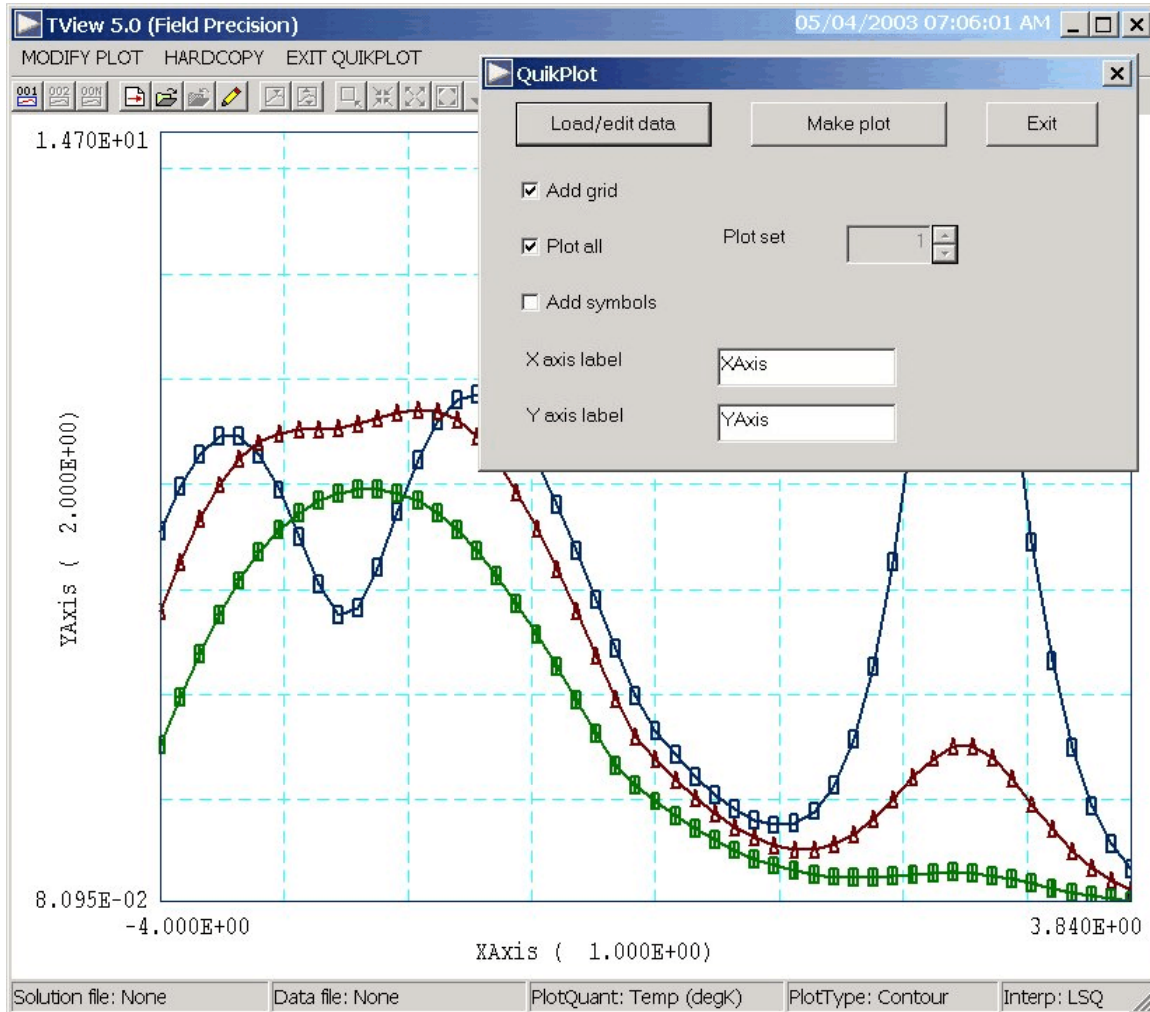 TView 5.0 (Field Precision)
05/04/2003 07:06:01 AM
MODIFY PLOT HARDCOPY EXIT QUIKPLOT
001 002 00N
QuikPlot
Load/edit data Make plot Exit
Add grid
Plot all Plot set 1
Add symbols
X axis label XAxis
Y axis label YAxis
1.470E+01
YAxis ( 2.000E+00)
8.095E-02
-4.000E+00 3.840E+00
XAxis ( 1.000E+00)
Solution file: None Data file: None PlotQuant: Temp (degK) PlotType: Contour Interp: LSQ